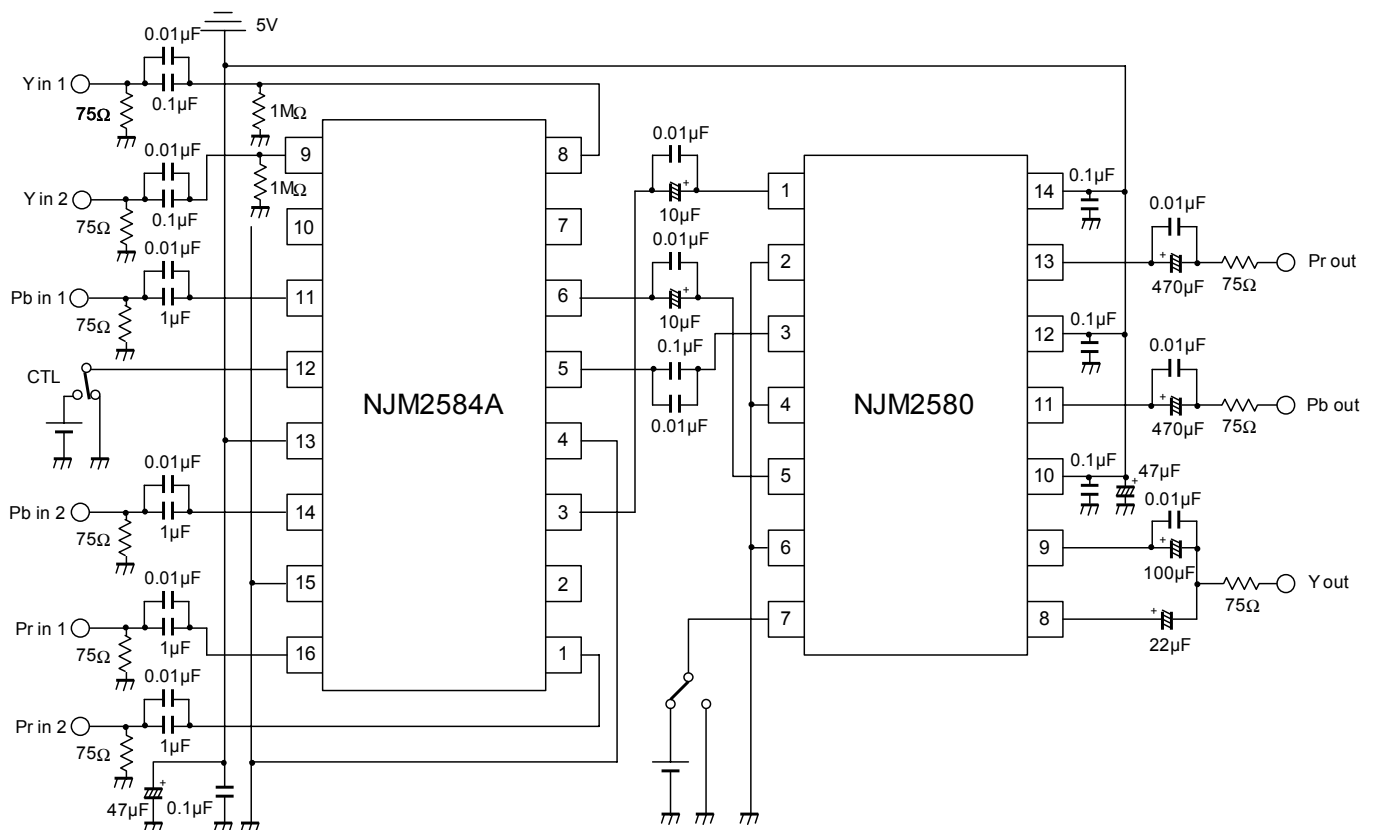 5V
0.01µF
Y in 1
75Ω
0.1µF
1MΩ
0.01µF
Y in 2
75Ω
0.1µF
1MΩ
0.01µF
Pb in 1
75Ω
1µF
CTL
0.01µF
Pb in 2
75Ω
1µF
0.01µF
Pr in 1
75Ω
1µF
0.01µF
Pr in 2
75Ω
1µF
47µF
+
0.1µF
NJM2584A
9
10
11
12
13
14
15
16
8
7
6
5
4
3
2
1
0.01µF
+
10µF
0.01µF
+
10µF
0.1µF
0.01µF
NJM2580
1
2
3
4
5
6
7
14
13
12
11
10
9
8
0.1µF
0.01µF
+
470µF
75Ω
Pr out
0.1µF
0.01µF
+
470µF
75Ω
Pb out
0.1µF
47µF
+
0.01µF
+
100µF
75Ω
Y out
+
22µF